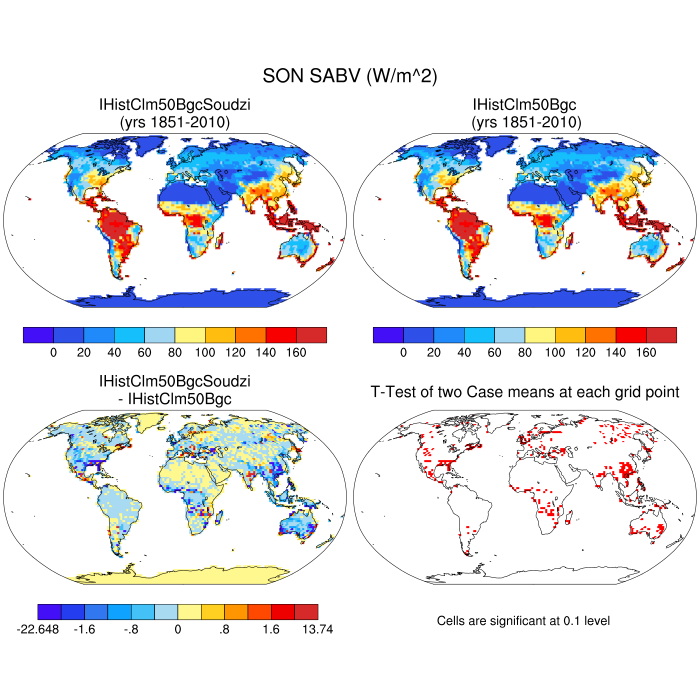 SON SABV (W/m^2)
IHistClm50BgcSoudzi
(yrs 1851-2010)
IHistClm50Bgc
(yrs 1851-2010)
0 20 40 60 80 100 120 140 160
0 20 40 60 80 100 120 140 160
IHistClm50BgcSoudzi
- IHistClm50Bgc
T-Test of two Case means at each grid point
-22.648 -1.6 -.8 0 .8 1.6 13.74
Cells are significant at 0.1 level